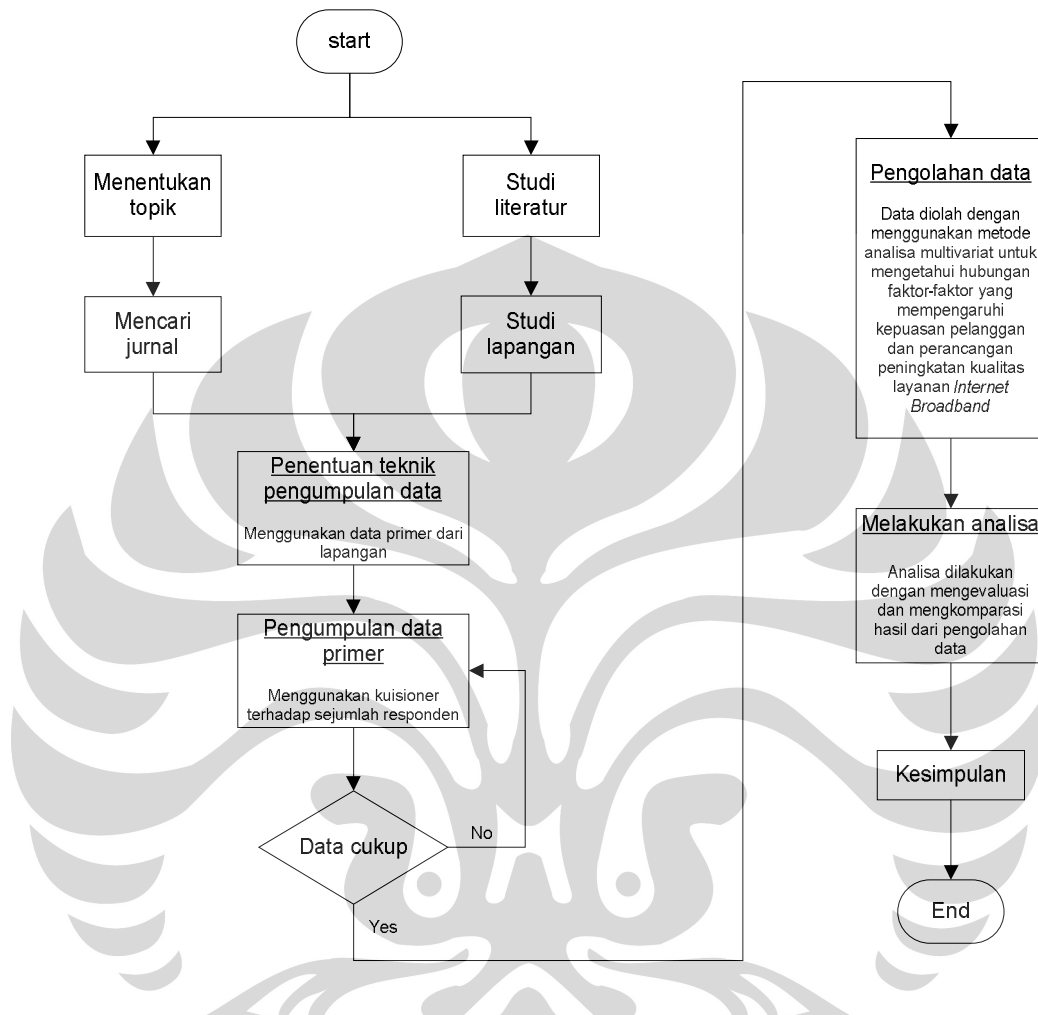 start
Menentukan
topik
Studi
literatur
Mencari
jurnal
Studi
lapangan
Penentuan teknik
pengumpulan data
Menggunakan data primer dari
lapangan
Pengumpulan data
primer
Menggunakan kuisioner
terhadap sejumlah responden
Data cukup
No
Yes
Pengolahan data
Data diolah dengan
menggunakan metode
analisa multivariat untuk
mengetahui hubungan
faktor-faktor yang
mempengaruhi
kepuasan pelanggan
dan perancangan
peningkatan kualitas
layanan Internet
Broadband
Melakukan analisa
Analisa dilakukan
dengan mengevaluasi
dan mengkomparasi
hasil dari pengolahan
data
Kesimpulan
End